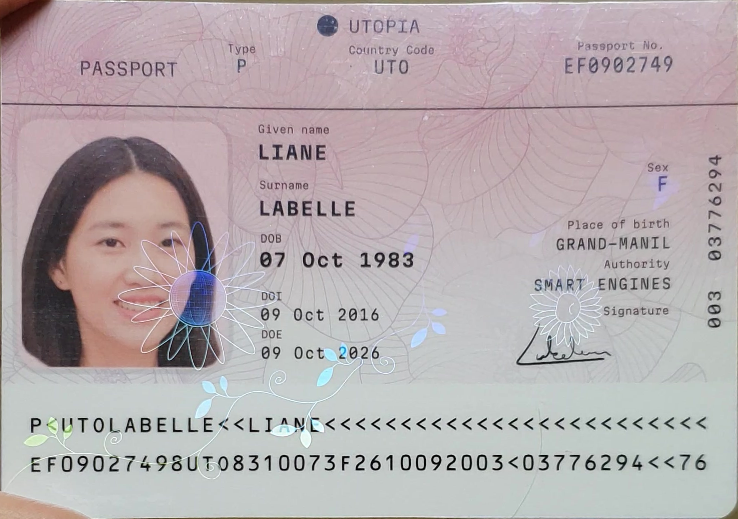 UTOPIA
Type
Country Code
Passport No.
PASSPORT
P
UTO
EF0902749
Given name
LIANE
Surname
LABELLE
DOB
07 Oct 1983
DOI
09 Oct 2016
DOE
09 Oct 2026
Sex
F
Place of birth
GRAND-MANIL
Authority
SMART ENGINES
Signature
003 03776294
P<UTOLABELLE<<LIANE<<<<<<<<<<<<<<<<<<<<<<<<<
EF09027498UTO8310073F2610092003<03776294<<76